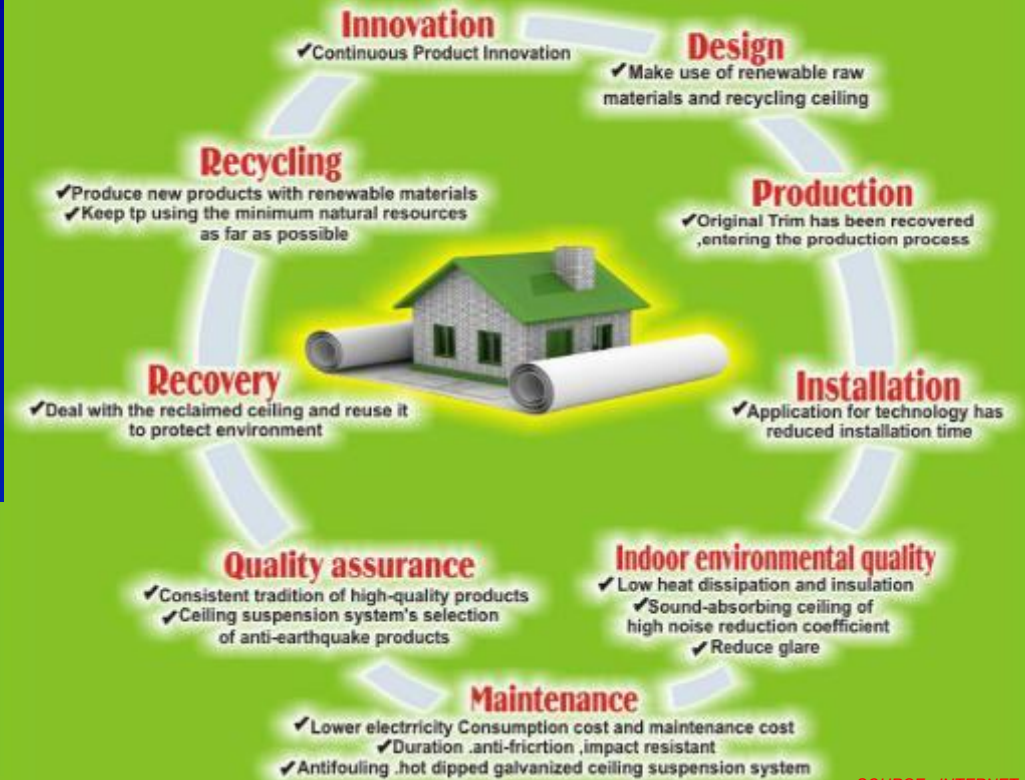 Innovation
✔Continuous Product Innovation
Design
✔Make use of renewable raw
materials and recycling ceiling
Production
✔Original Trim has been recovered
,entering the production process
Installation
✔Application for technology has
reduced installation time
Indoor environmental quality
✔Low heat dissipation and insulation
✔Sound-absorbing ceiling of
high noise reduction coefficient
✔Reduce glare
Maintenance
✔Lower electrricity Consumption cost and maintenance cost
✔Duration .anti-fricrtion ,impact resistant
✔Antifouling .hot dipped galvanized ceiling suspension system
Quality assurance
✔Consistent tradition of high-quality products
✔Ceiling suspension system's selection
of anti-earthquake products
Recovery
✔Deal with the reclaimed ceiling and reuse it
to protect environment
Recycling
✔Produce new products with renewable materials
✔Keep tp using the minimum natural resources
as far as possible